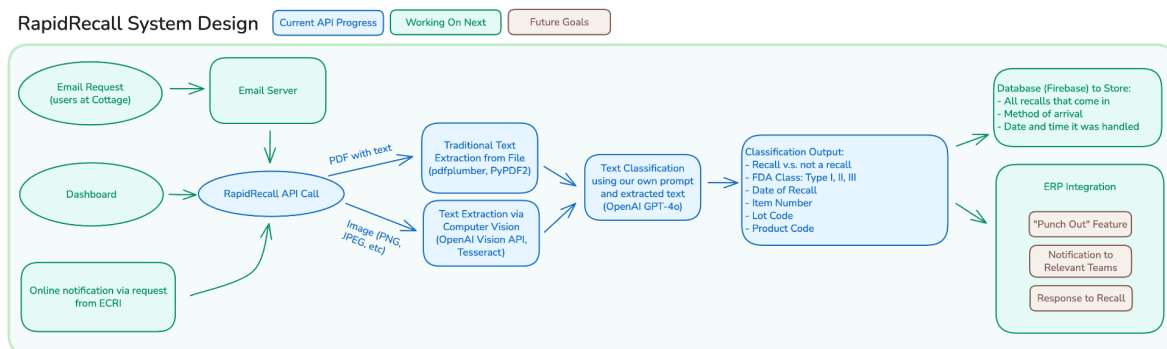 RapidRecall System Design
Current API Progress
Working On Next
Future Goals
Email Request
(users at Cottage)
Email Server
Dashboard
RapidRecall API Call
Online notification via request
from ECRI
PDF with text
Image (PNG,
JPEG, etc)
Traditional Text
Extraction from File
(pdfplumber, PyPDF2)
Text Extraction via
Computer Vision
(OpenAI Vision API,
Tesseract)
Text Classification
using our own prompt
and extracted text
(OpenAI GPT-4o)
Classification Output:
- Recall v.s. not a recall
- FDA Class: Type I, II, III
- Date of Recall
- Item Number
- Lot Code
- Product Code
Database (Firebase) to Store:
- All recalls that come in
- Method of arrival
- Date and time it was handled
ERP Integration
"Punch Out" Feature
Notification to
Relevant Teams
Response to Recall